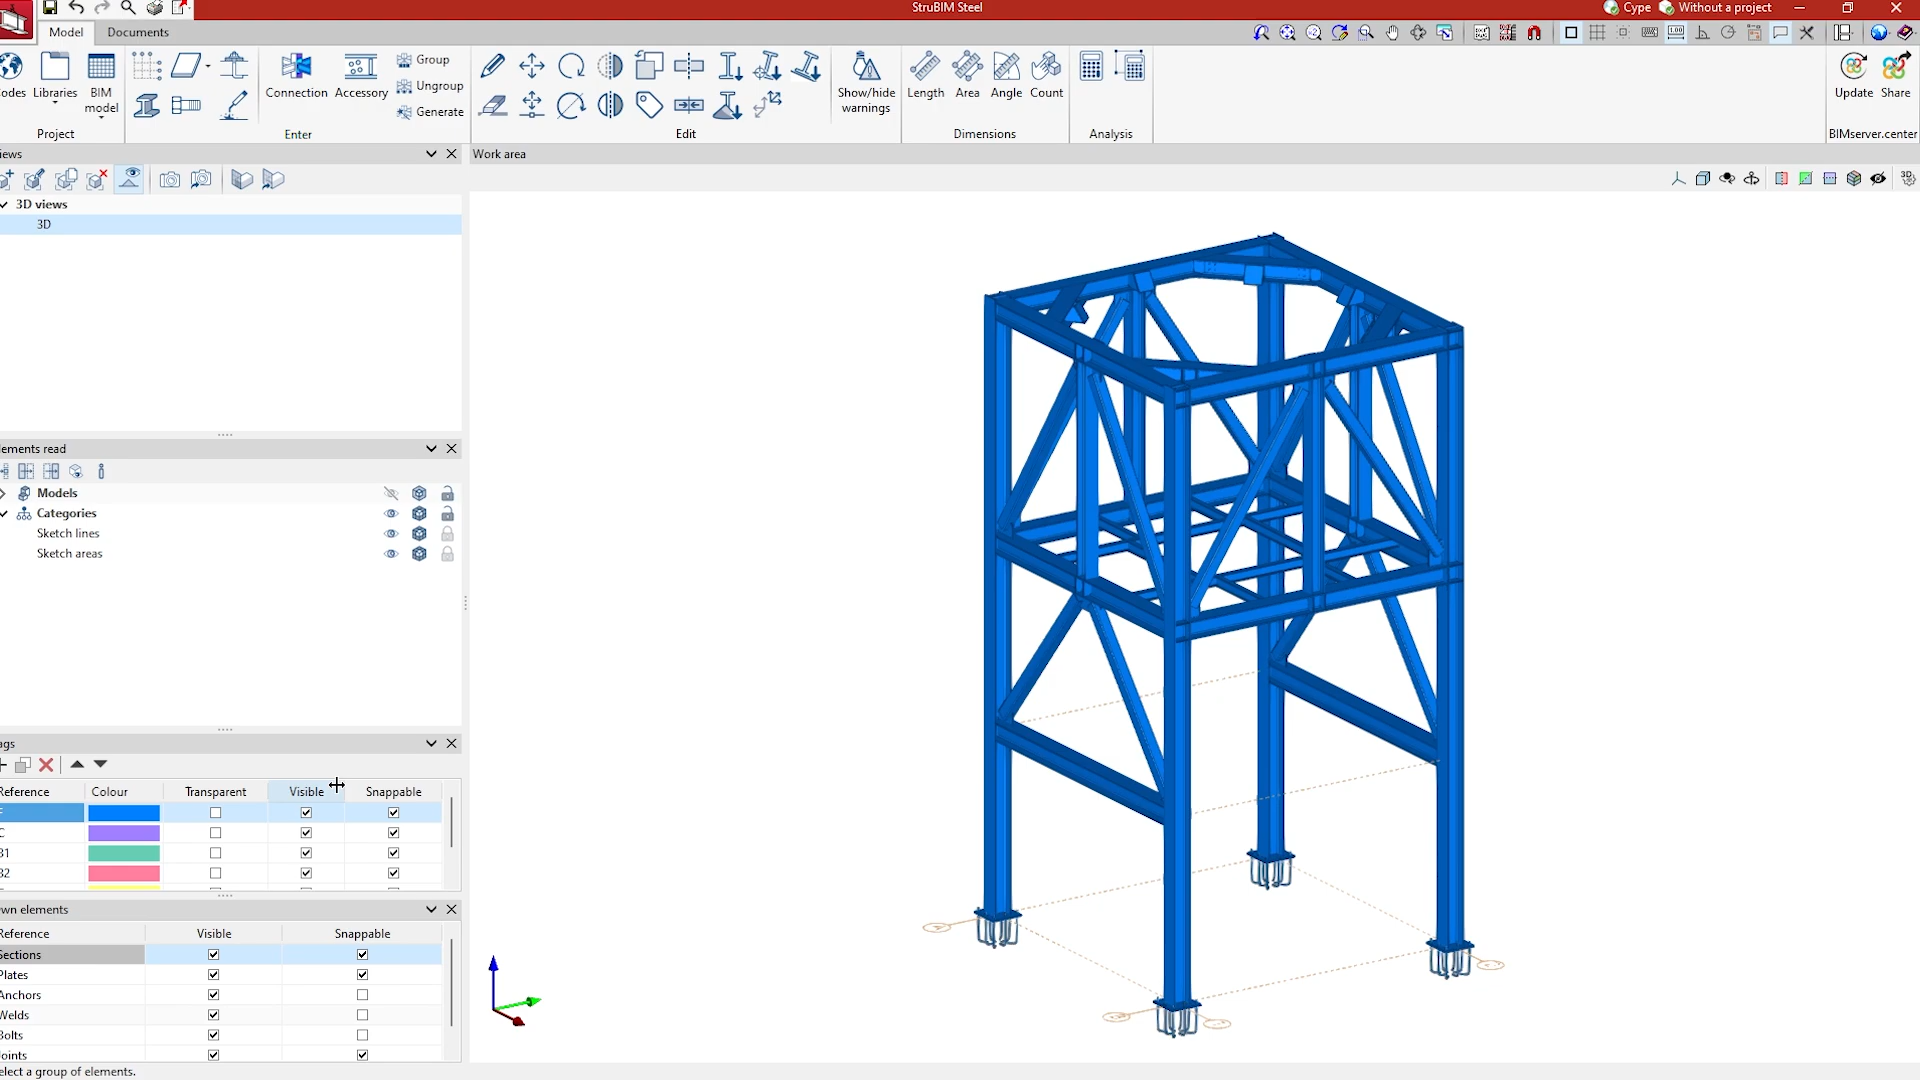 StruBIM Steel
Cype
Without a project
Model
Documents
odes
Libraries
BIM
model
Connection
Accessory
Group
Ungroup
Generate
Show/hide
warnings
Length
Area
Angle
Count
Update
Share
Project
Enter
Edit
Dimensions
Analysis
BIMserver.center
iews
Work area
3D views
3D
lements read
Models
Categories
Sketch lines
Sketch areas
ags
Reference Colour Transparent Visible Snappable
C
31
32
wn elements
Reference Visible Snappable
Sections
Plates
Anchors
Welds
Bolts
oints
elect a group of elements.